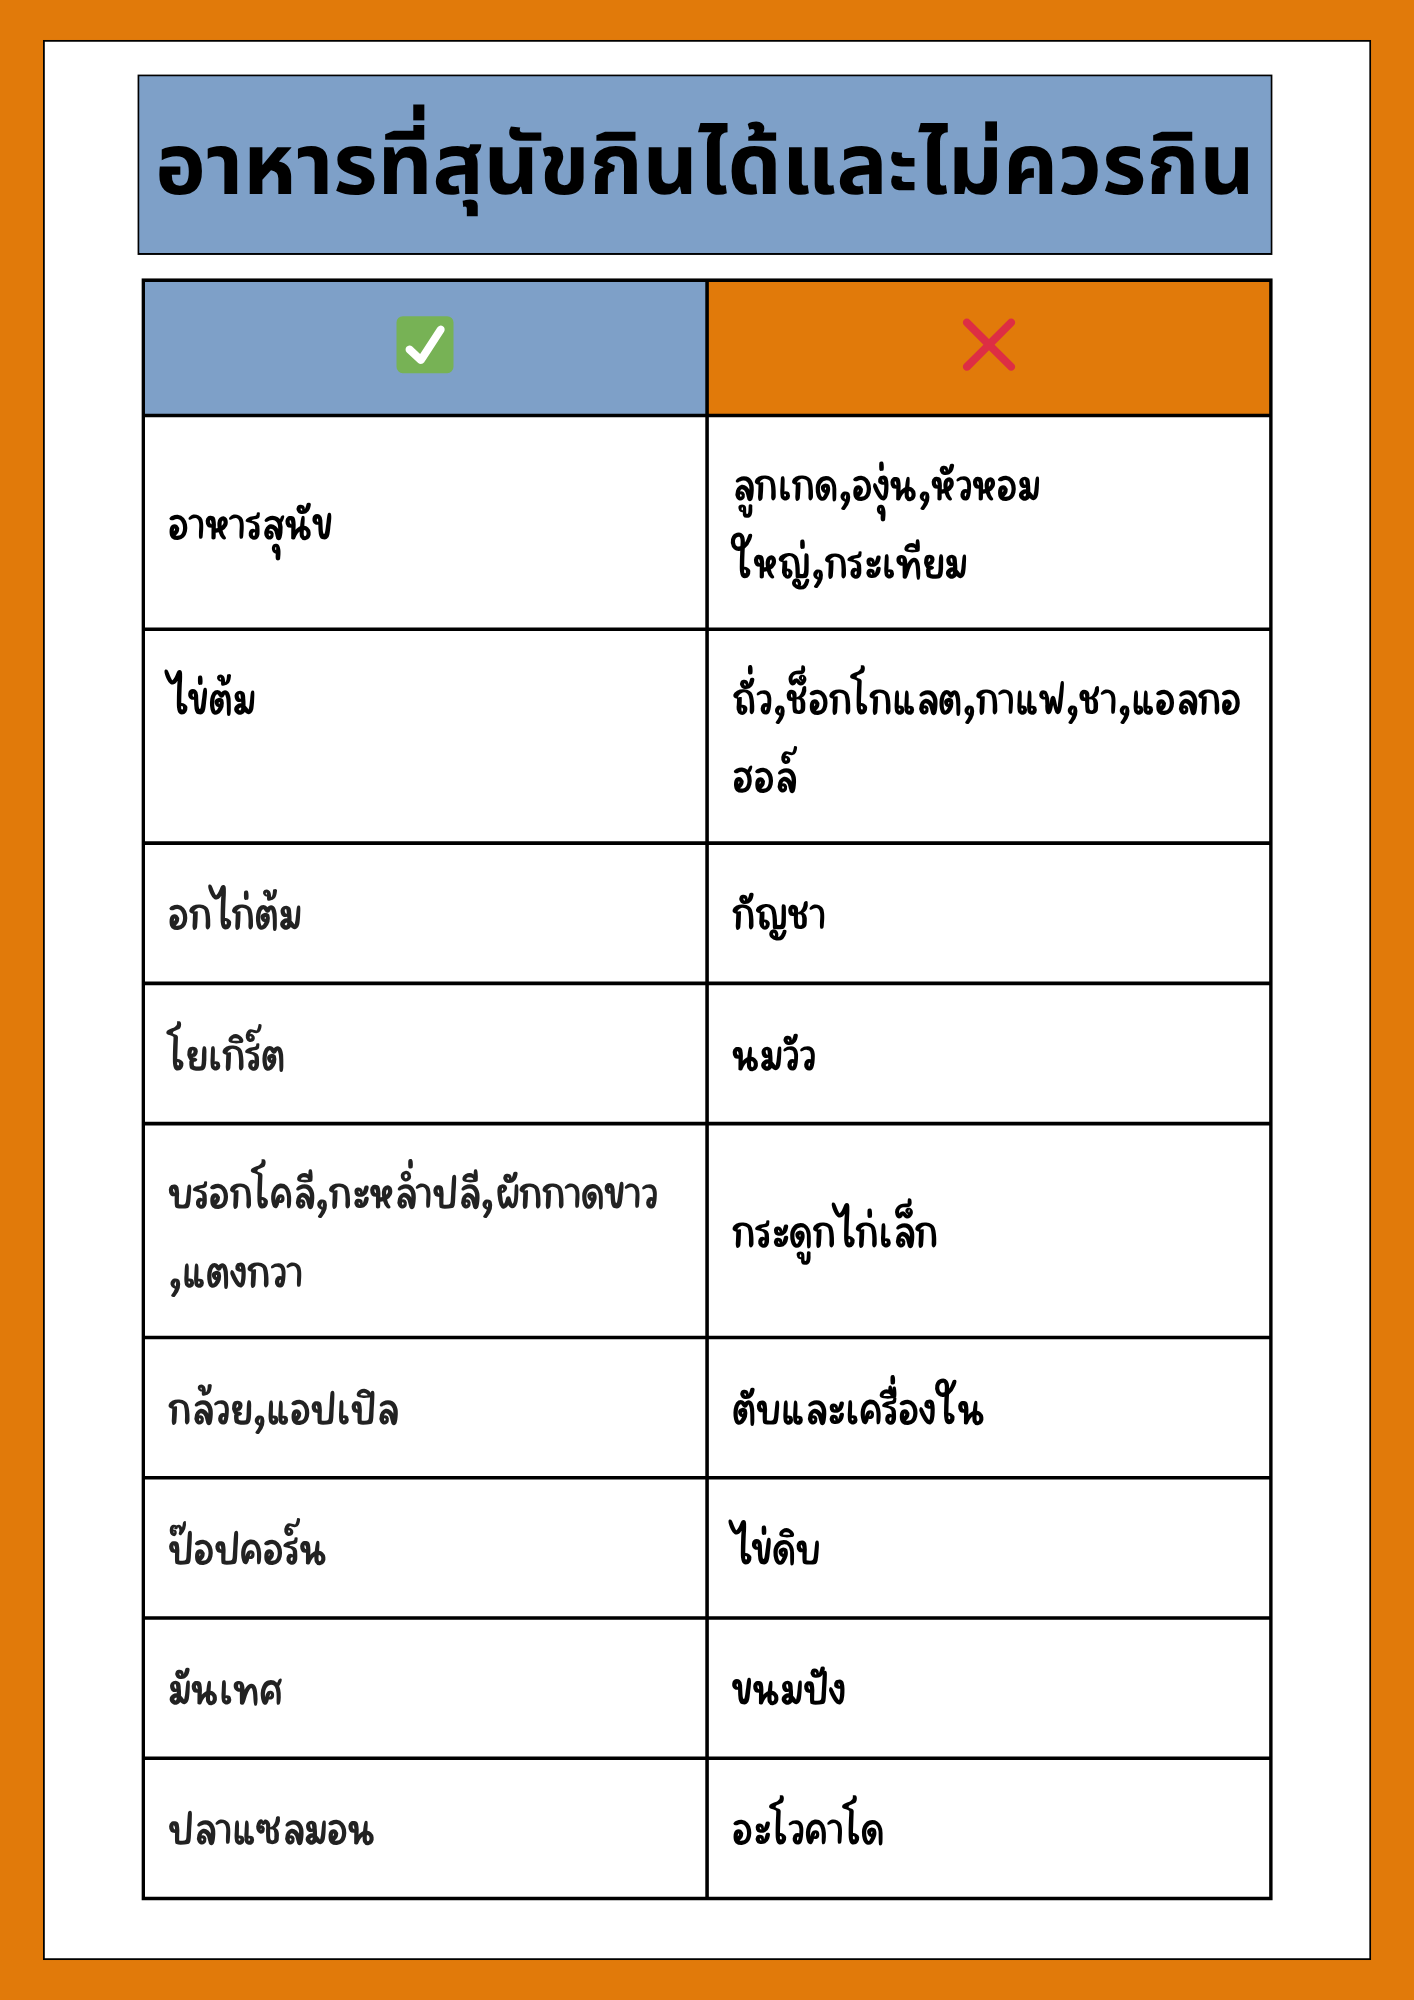 อาหารที่สุนัขกินได้และไม่ควรกิน
✅ ❌
อาหารสุนัข
ลูกเกด,องุ่น,หัวหอม
ใหญ่,กระเทียม
ไข่ต้ม
ถั่ว,ช็อกโกแลต,กาแฟ,ชา,แอลกอ
ฮอล์
อกไก่ต้ม
กัญชา
โยเกิร์ต
นมวัว
บรอกโคลี,กะหล่ำปลี,ผักกาดขาว
,แตงกวา
กระดูกไก่เล็ก
กล้วย,แอปเปิล
ตับและเครื่องใน
ป๊อปคอร์น
ไข่ดิบ
มันเทศ
ขนมปัง
ปลาแซลมอน
อะโวคาโด